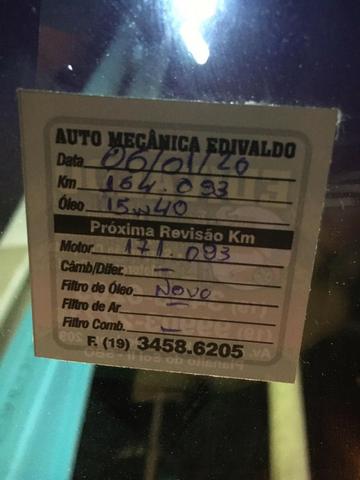 AUTO MECÂNICA EDIVALDO
Data 06/01/20
Km 164.093
Óleo 15w40
Próxima Revisão Km
Motor 171.093
Câmb/Difer. –
Filtro de Óleo Novo
Filtro de Ar –
Filtro Comb. –
F. (19) 3458.6205